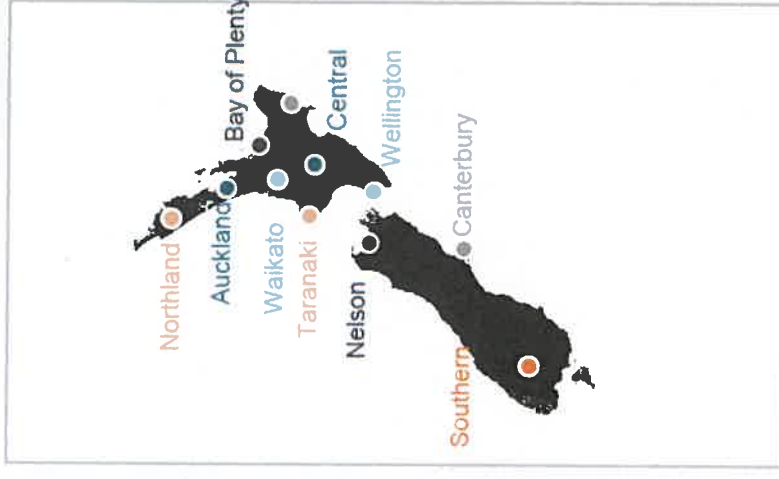 Northland
Auckland
Bay of Plenty
Waikato
Taranaki
Central
Nelson
Wellington
Canterbury
Southern